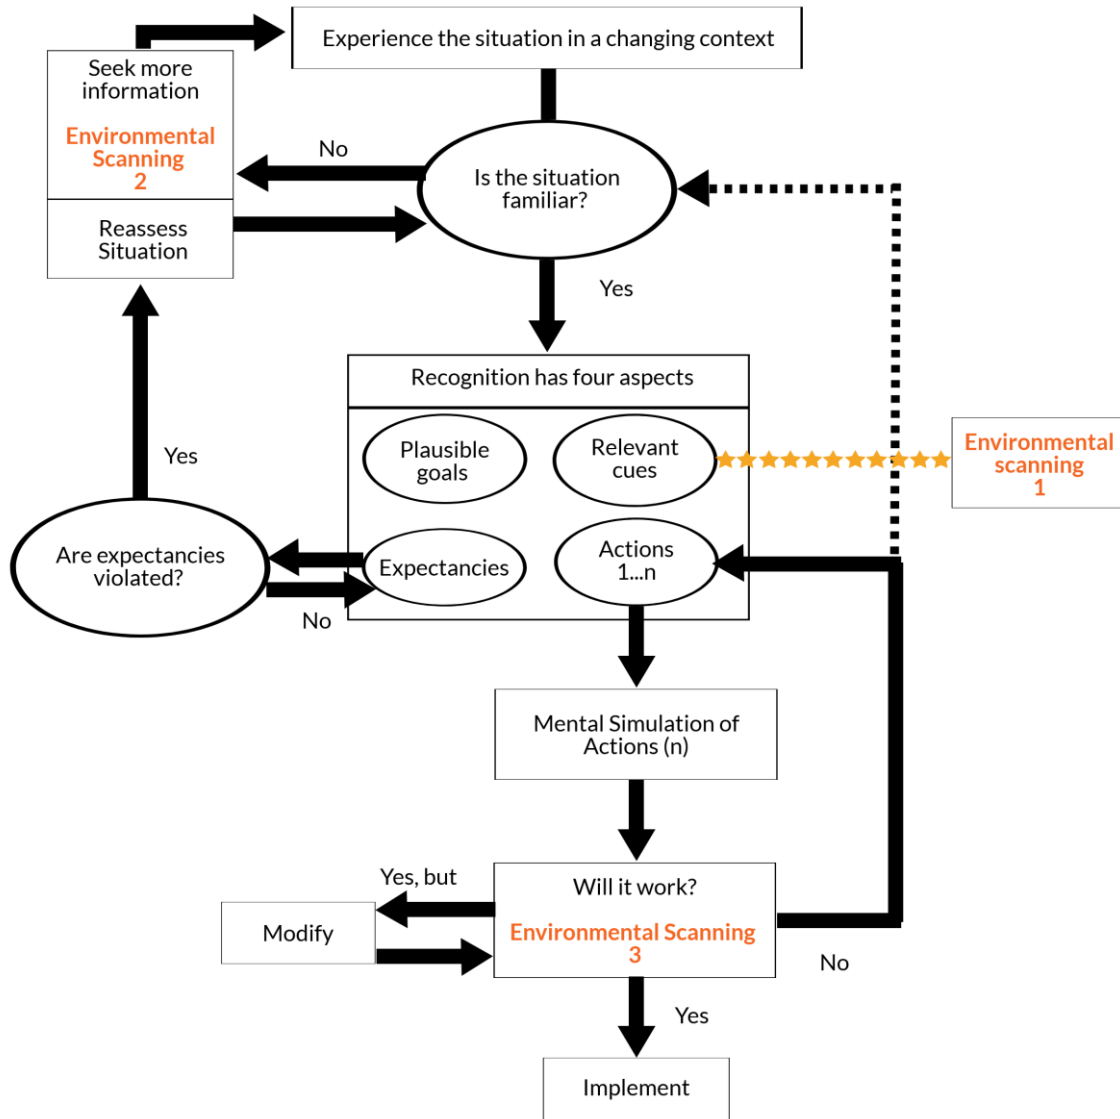 Experience the situation in a changing context
Seek more
information
Environmental
Scanning
2
No
Is the situation
familiar?
Reassess
Situation
Yes
Recognition has four aspects
Plausible
goals
Relevant
cues
Environmental
scanning
1
Yes
Are expectancies
violated?
Expectancies
Actions
1...n
No
Mental Simulation of
Actions (n)
Yes, but
Will it work?
Modify
Environmental Scanning
3
No
Yes
Implement